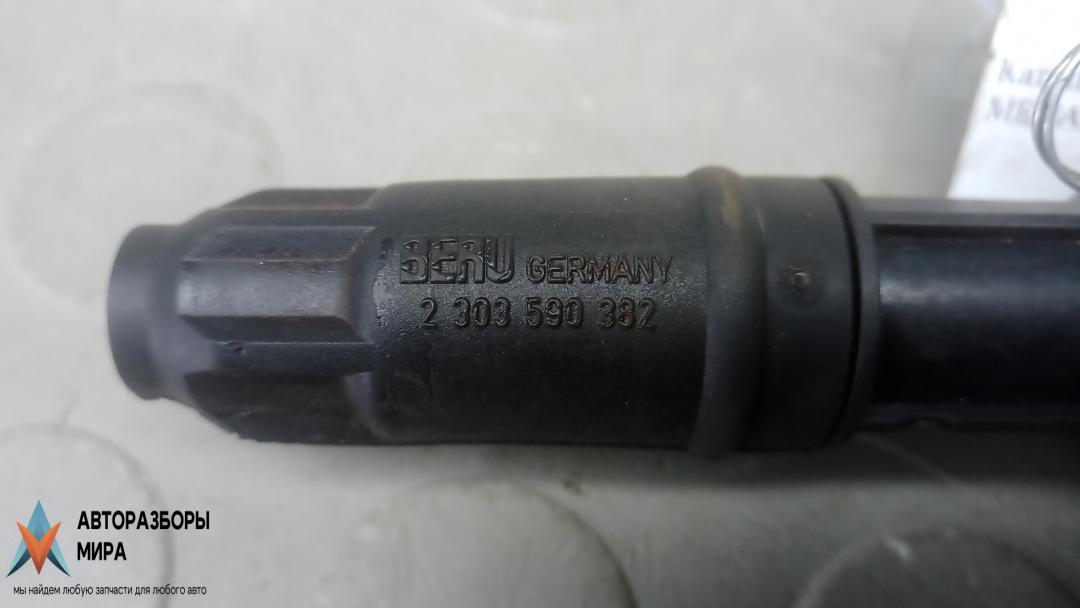 BERU GERMANY
2 303 590 382
АВТОРАЗБОРЫ
МИРА
мы найдем любую запчасти для любого авто